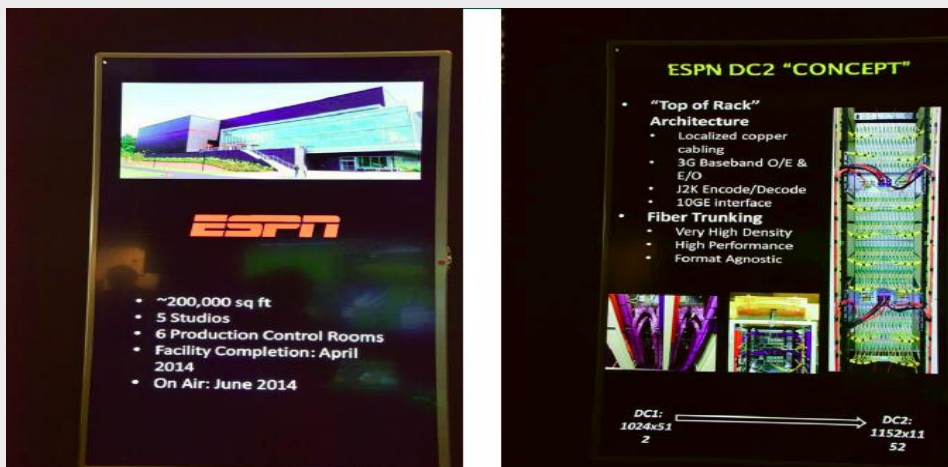 ESPN
• ~200,000 sq ft
• 5 Studios
• 6 Production Control Rooms
• Facility Completion: April
2014
• On Air: June 2014
ESPN DC2 “CONCEPT”
• “Top of Rack”
Architecture
• Localized copper
cabling
• 3G Baseband O/E &
E/O
• J2K Encode/Decode
• 10GE interface
• Fiber Trunking
• Very High Density
• High Performance
• Format Agnostic
DC1:
1024x51
2
DC2:
1152x11
52